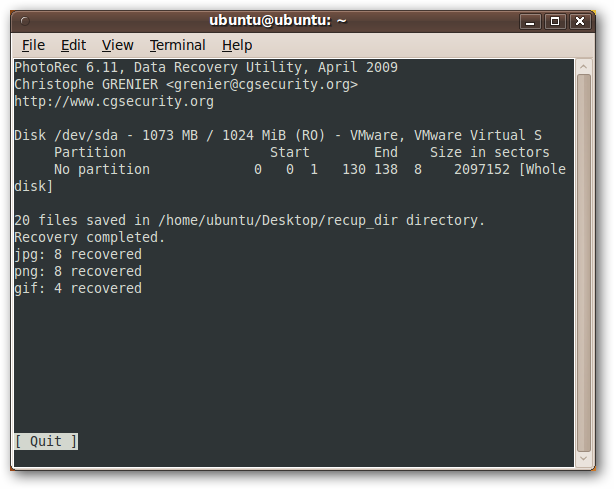 ubuntu@ubuntu: ~
File Edit View Terminal Help
PhotoRec 6.11, Data Recovery Utility, April 2009
Christophe GRENIER <grenier@cgsecurity.org>
http://www.cgsecurity.org
Disk /dev/sda - 1073 MB / 1024 MiB (RO) - VMware, VMware Virtual S
Partition Start End Size in sectors
No partition 0 0 1 130 138 8 2097152 [Whole
disk]
20 files saved in /home/ubuntu/Desktop/recup_dir directory.
Recovery completed.
jpg: 8 recovered
png: 8 recovered
gif: 4 recovered
[ Quit ]